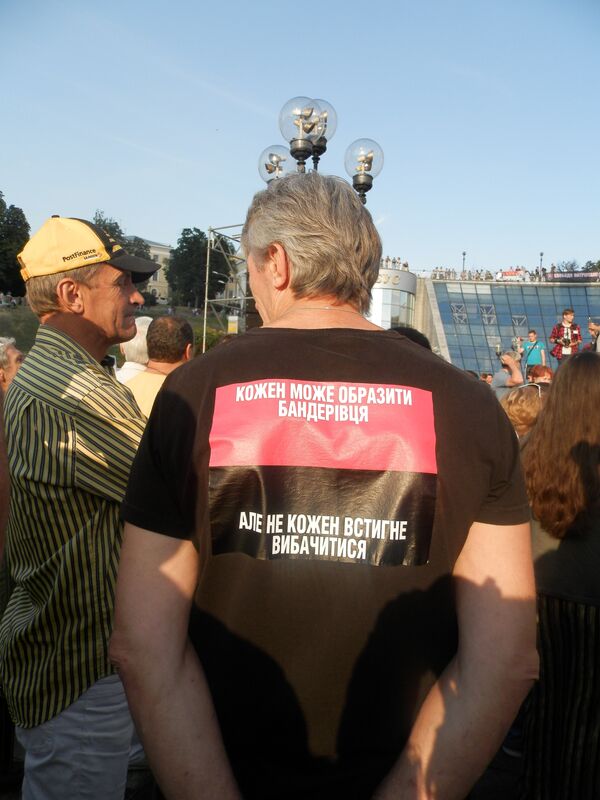 PostFinance
КОЖЕН МОЖЕ ОБРАЗИТИ
БАНДЕРІВЦЯ
АЛЕ НЕ КОЖЕН ВСТИГНЕ
ВИБАЧИТИСЯ